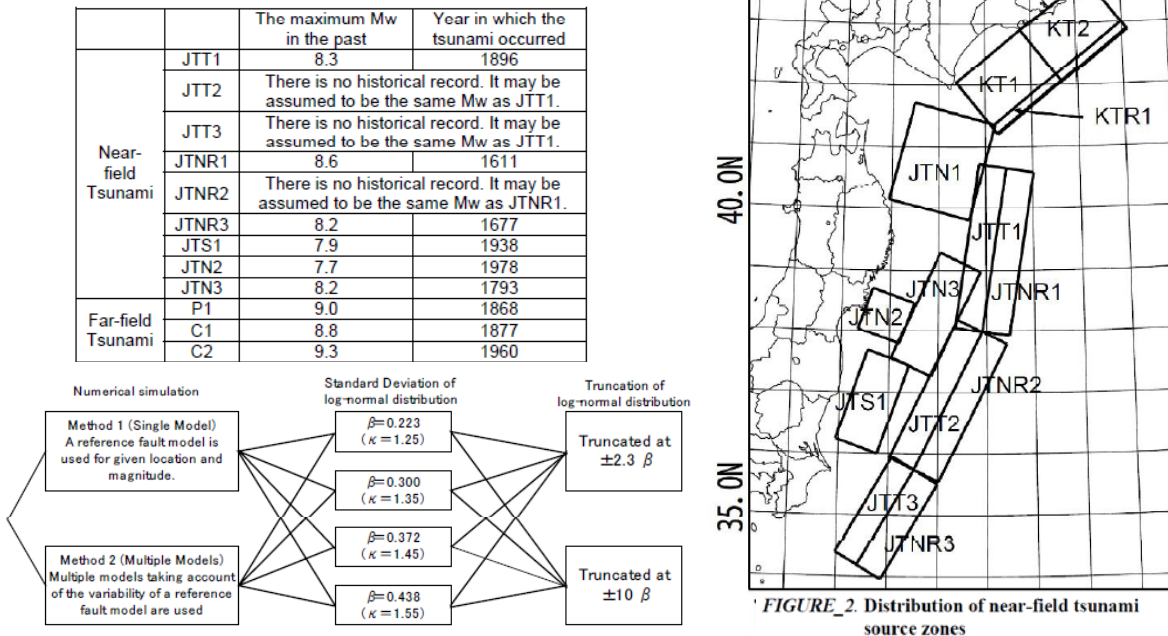 The maximum Mw in the past
Year in which the tsunami occurred
Near-field Tsunami
JTT1 8.3 1896
JTT2 There is no historical record. It may be assumed to be the same Mw as JTT1.
JTT3 There is no historical record. It may be assumed to be the same Mw as JTT1.
JTNR1 8.6 1611
JTNR2 There is no historical record. It may be assumed to be the same Mw as JTNR1.
JTNR3 8.2 1677
JTS1 7.9 1938
JTN2 7.7 1978
JTN3 8.2 1793
Far-field Tsunami
P1 9.0 1868
C1 8.8 1877
C2 9.3 1960
Numerical simulation
Method 1 (Single Model)
A reference fault model is
used for given location and
magnitude.
Method 2 (Multiple Models)
Multiple models taking account
of the variability of a reference
fault model are used
Standard Deviation of
log-normal distribution
β=0.223
(κ=1.25)
β=0.300
(κ=1.35)
β=0.372
(κ=1.45)
β=0.438
(κ=1.55)
Truncation of
log-normal distribution
Truncated at
±2.3 β
Truncated at
±10 β
KT2
KT1
KTR1
JTN1
40.0N
JTT1
JTN3
JTNR1
JTN2
JTNR2
JTS1
JTT2
35.0N
JTT3
JTNR3
FIGURE_2. Distribution of near-field tsunami
source zones